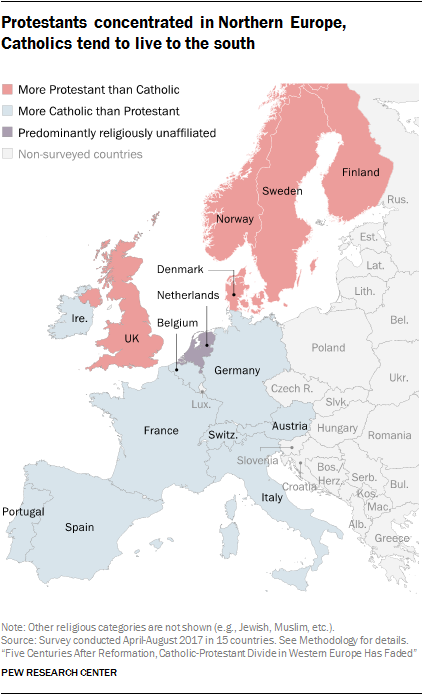 Protestants concentrated in Northern Europe,
Catholics tend to live to the south
More Protestant than Catholic
More Catholic than Protestant
Predominantly religiously unaffiliated
Non-surveyed countries
Finland
Sweden
Norway
Rus.
Est.
Denmark
Lat.
Netherlands
Lith.
Ire.
Belgium
Bel.
UK
Poland
Germany
Ukr.
Czech R.
Lux.
Slvk.
France
Austria
Switz.
Hungary
Romania
Slovenia
Bos./
Herz.
Croatia
Serb.
Bul.
Italy
Kos.
Portugal
Mac.
Spain
Alb.
Greece
Note: Other religious categories are not shown (e.g., Jewish, Muslim, etc.).
Source: Survey conducted April-August 2017 in 15 countries. See Methodology for details.
“Five Centuries After Reformation, Catholic-Protestant Divide in Western Europe Has Faded”
PEW RESEARCH CENTER